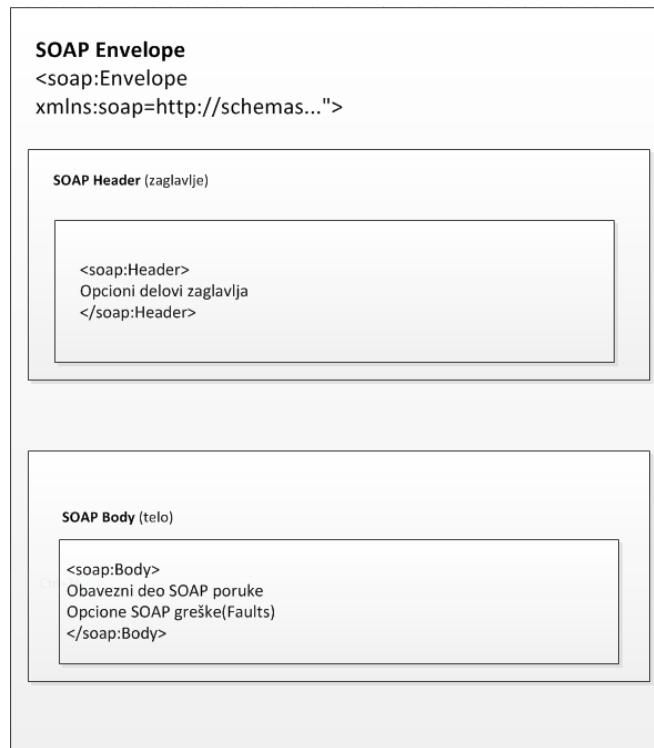 SOAP Envelope
<soap:Envelope
xmlns:soap=http://schemas...">
SOAP Header (zaglavlje)
<soap:Header>
Opcioni delovi zaglavlja
</soap:Header>
SOAP Body (telo)
<soap:Body>
Obavezni deo SOAP poruke
Opcione SOAP greške(Faults)
</soap:Body>